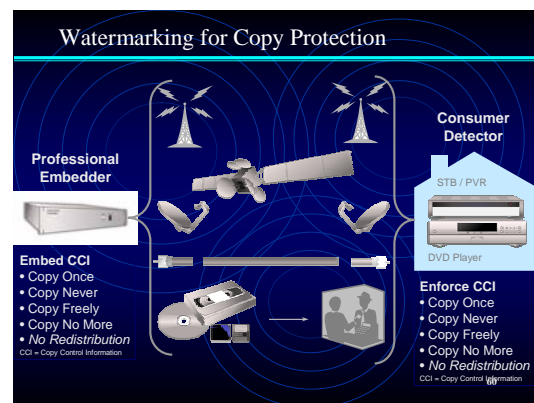 Watermarking for Copy Protection
Professional
Embedder
Embed CCI
• Copy Once
• Copy Never
• Copy Freely
• Copy No More
• No Redistribution
CCI = Copy Control Information
Consumer
Detector
STB / PVR
DVD Player
Enforce CCI
• Copy Once
• Copy Never
• Copy Freely
• Copy No More
• No Redistribution
CCI = Copy Control Information
60